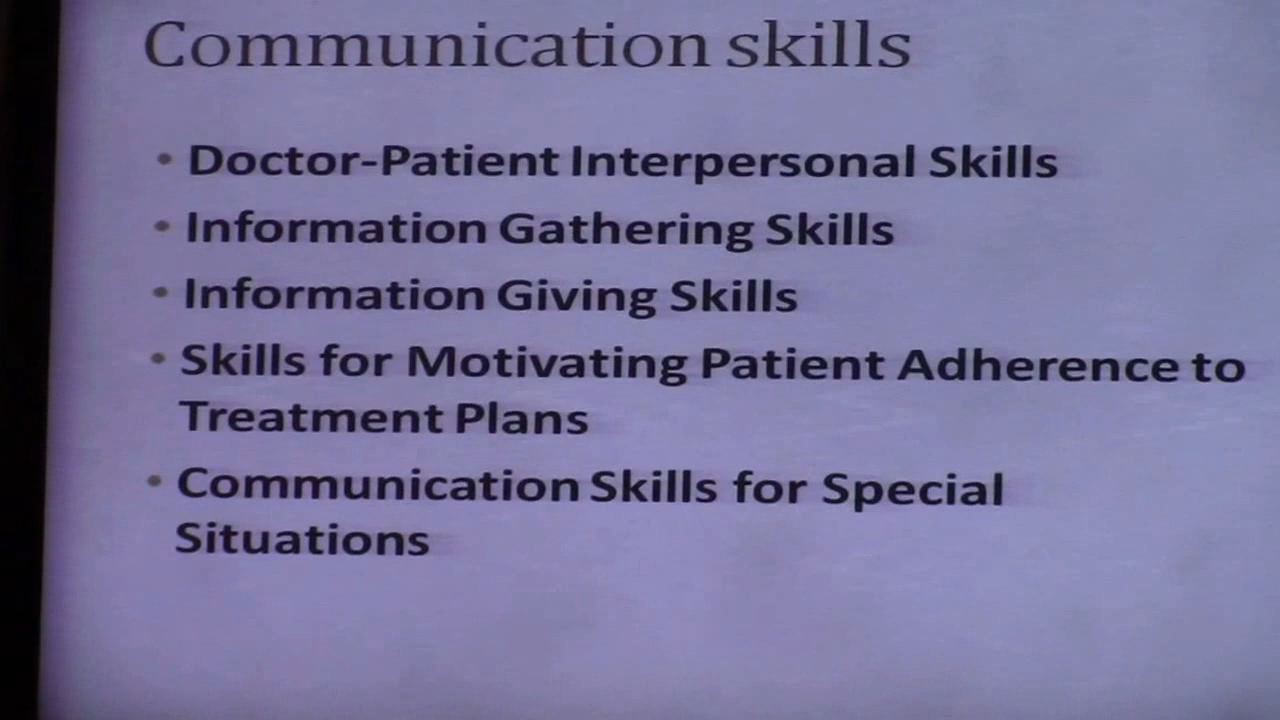 Communication skills
• Doctor-Patient Interpersonal Skills
• Information Gathering Skills
• Information Giving Skills
• Skills for Motivating Patient Adherence to
Treatment Plans
• Communication Skills for Special
Situations